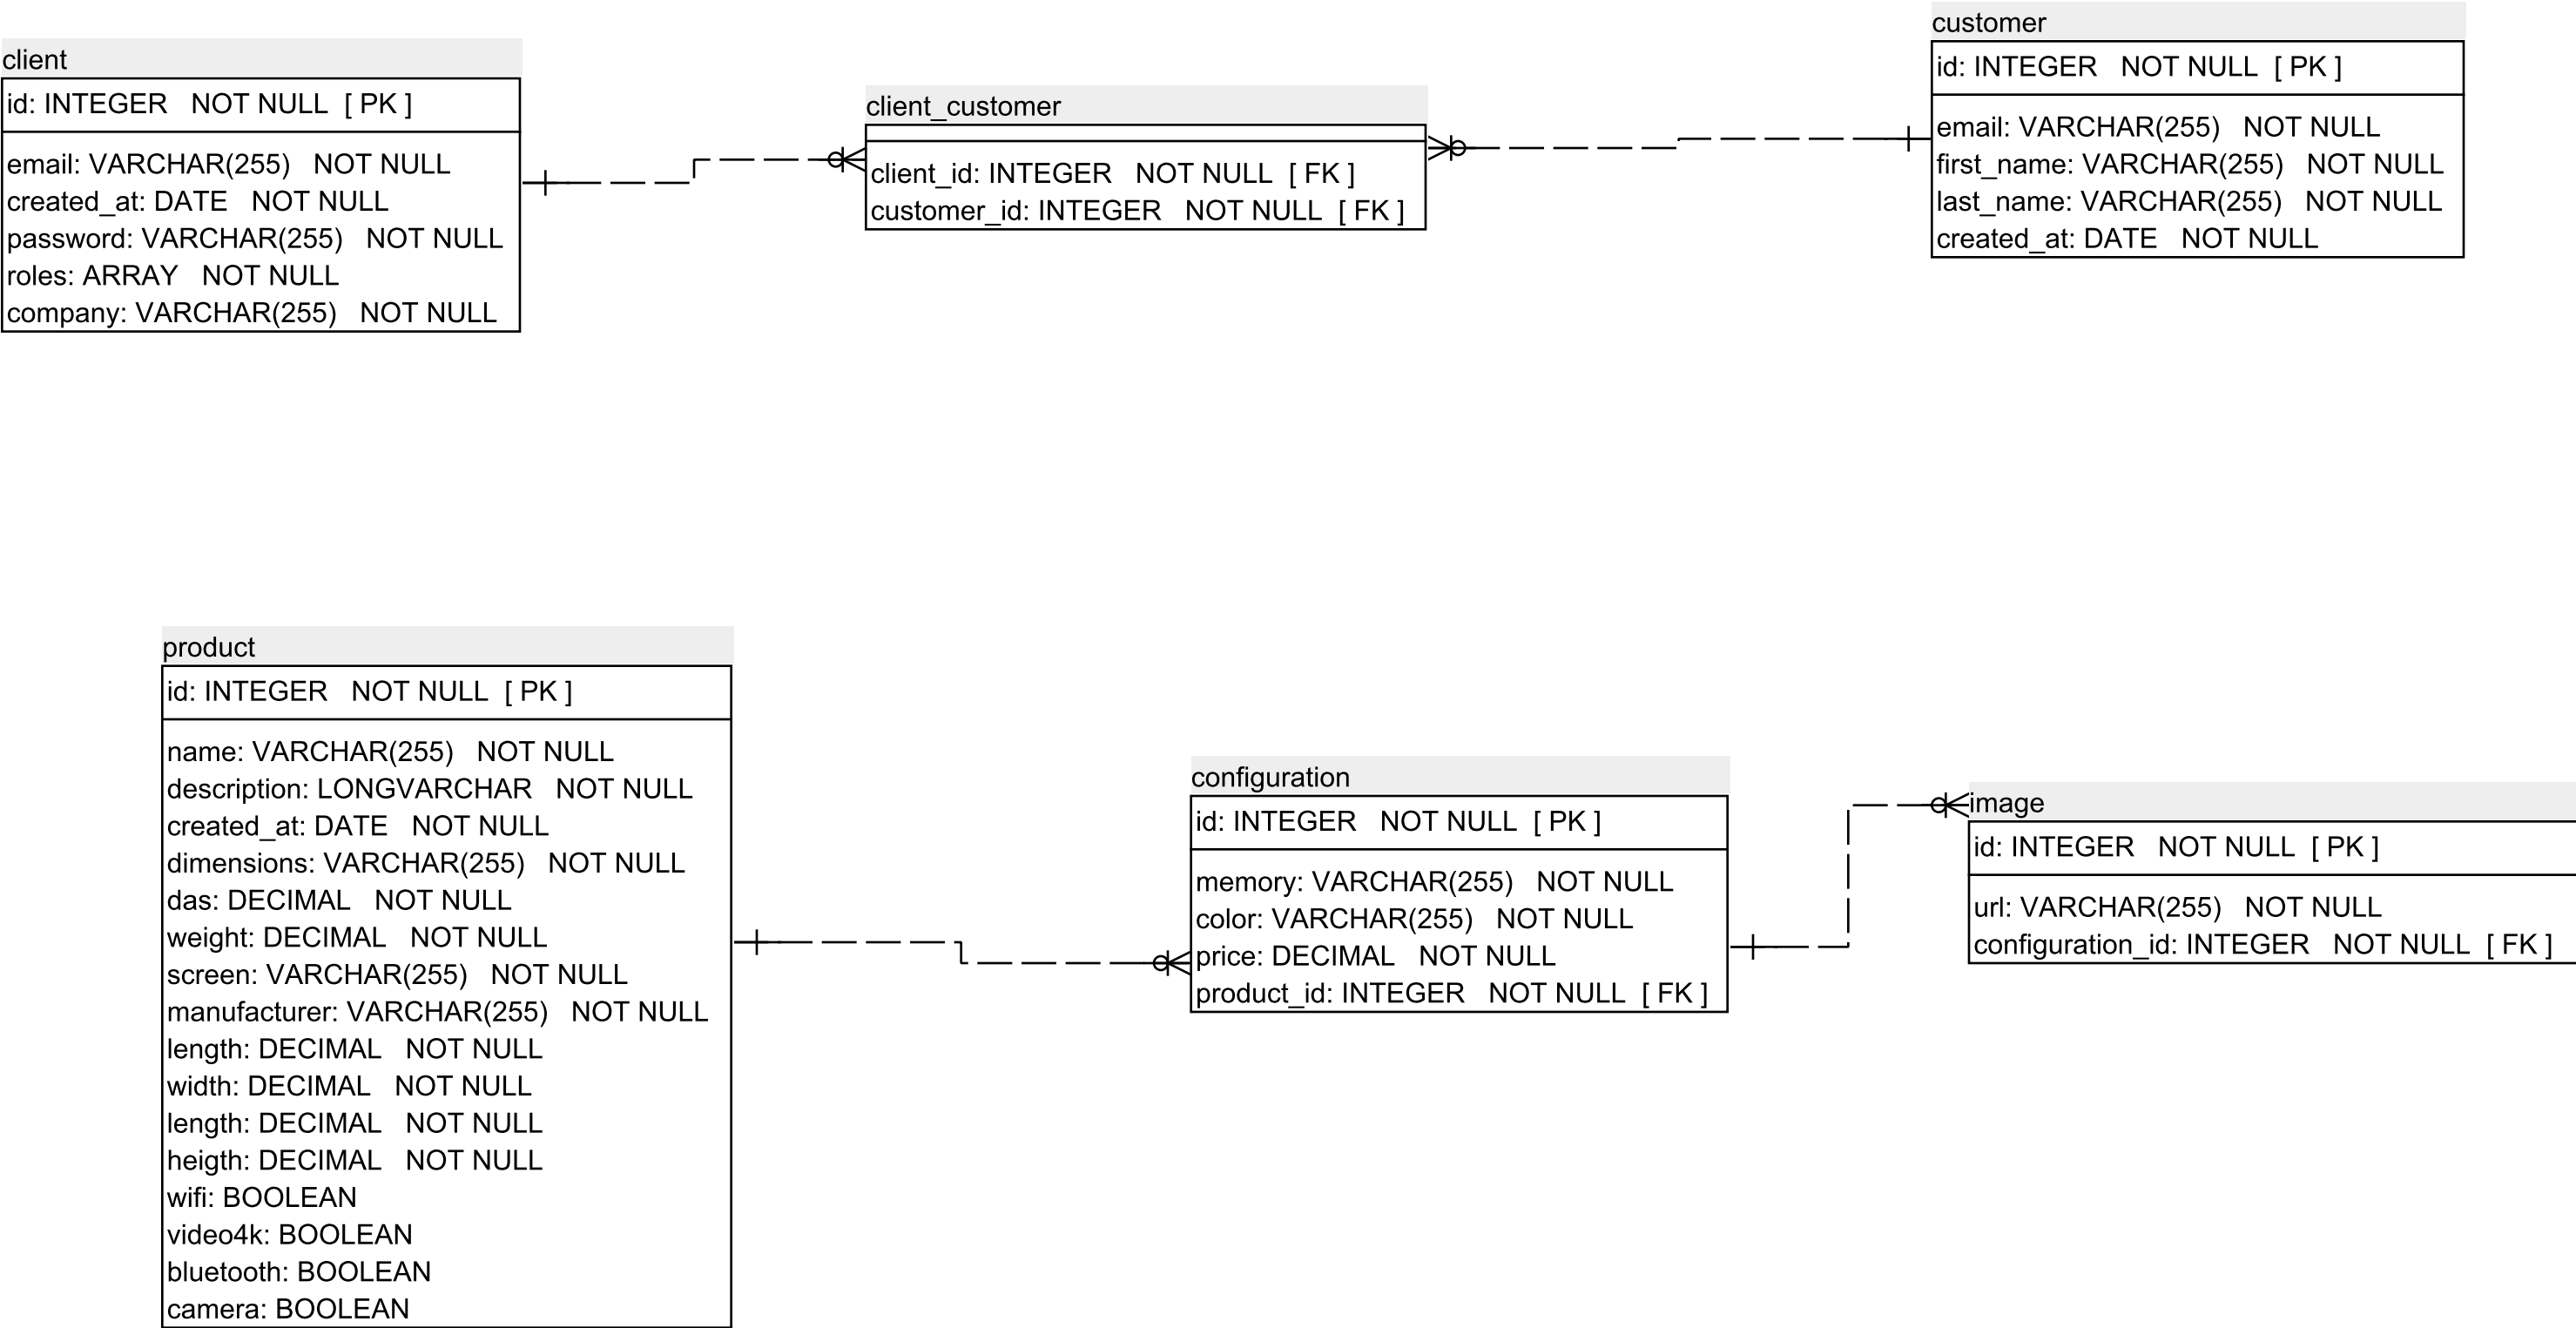 client
id: INTEGER NOT NULL [ PK ]
email: VARCHAR(255) NOT NULL
created_at: DATE NOT NULL
password: VARCHAR(255) NOT NULL
roles: ARRAY NOT NULL
company: VARCHAR(255) NOT NULL
client_customer
client_id: INTEGER NOT NULL [ FK ]
customer_id: INTEGER NOT NULL [ FK ]
customer
id: INTEGER NOT NULL [ PK ]
email: VARCHAR(255) NOT NULL
first_name: VARCHAR(255) NOT NULL
last_name: VARCHAR(255) NOT NULL
created_at: DATE NOT NULL
product
id: INTEGER NOT NULL [ PK ]
name: VARCHAR(255) NOT NULL
description: LONGVARCHAR NOT NULL
created_at: DATE NOT NULL
dimensions: VARCHAR(255) NOT NULL
das: DECIMAL NOT NULL
weight: DECIMAL NOT NULL
screen: VARCHAR(255) NOT NULL
manufacturer: VARCHAR(255) NOT NULL
length: DECIMAL NOT NULL
width: DECIMAL NOT NULL
length: DECIMAL NOT NULL
heigth: DECIMAL NOT NULL
wifi: BOOLEAN
video4k: BOOLEAN
bluetooth: BOOLEAN
camera: BOOLEAN
configuration
id: INTEGER NOT NULL [ PK ]
memory: VARCHAR(255) NOT NULL
color: VARCHAR(255) NOT NULL
price: DECIMAL NOT NULL
product_id: INTEGER NOT NULL [ FK ]
image
id: INTEGER NOT NULL [ PK ]
url: VARCHAR(255) NOT NULL
configuration_id: INTEGER NOT NULL [ FK ]